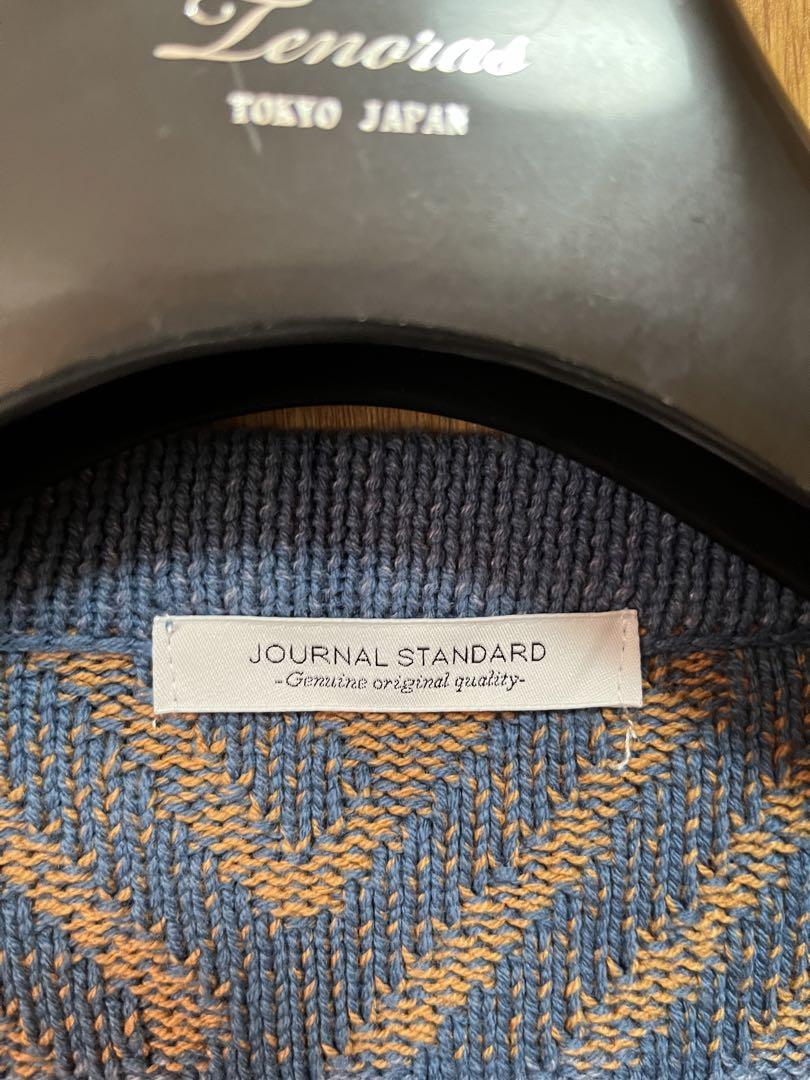 Tenoras
TOKYO JAPAN
JOURNAL STANDARD
-Genuine original quality-